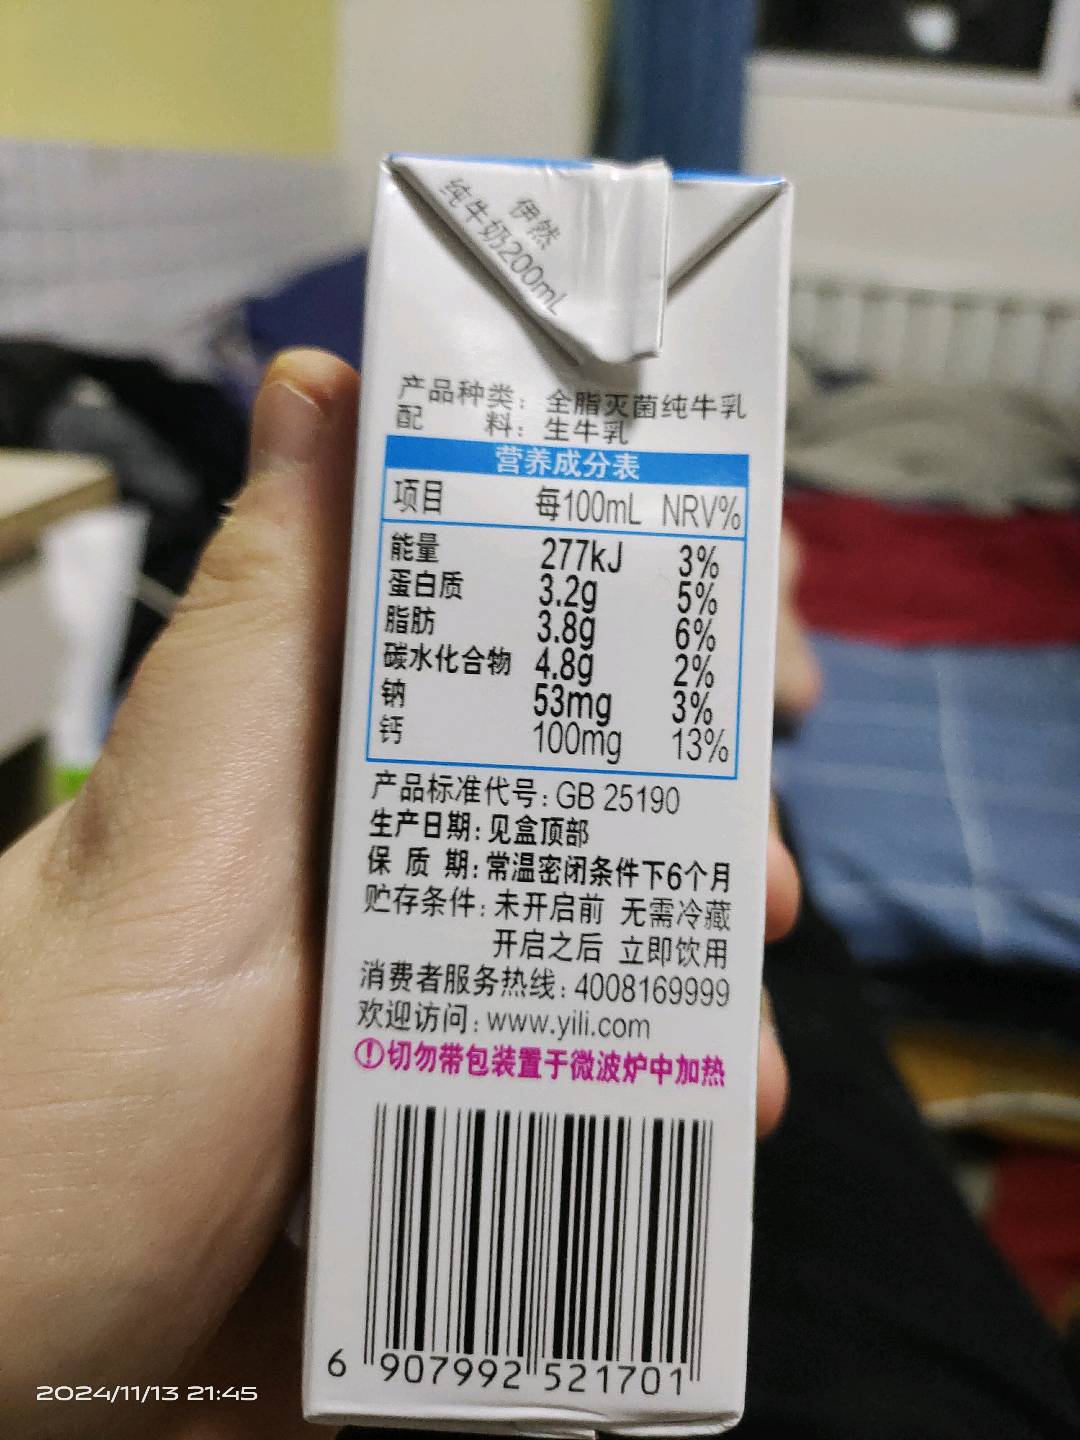 伊然
纯牛奶200mL
产品种类：全脂灭菌纯牛乳
配 料：生牛乳
营养成分表
项目 每100mL NRV%
能量 277kJ 3%
蛋白质 3.2g 5%
脂肪 3.8g 6%
碳水化合物 4.8g 2%
钠 53mg 3%
钙 100mg 13%
产品标准代号：GB 25190
生产日期：见盒顶部
保 质 期：常温密闭条件下6个月
贮存条件：未开启前 无需冷藏
开启之后 立即饮用
消费者服务热线：4008169999
欢迎访问：www.yili.com
!切勿带包装置于微波炉中加热
6 907992 521701
2024/11/13 21:45